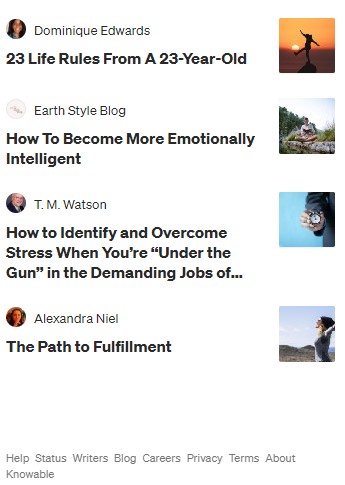 Dominique Edwards
23 Life Rules From A 23-Year-Old
Earth Style Blog
How To Become More Emotionally
Intelligent
T. M. Watson
How to Identify and Overcome
Stress When You’re “Under the
Gun” in the Demanding Jobs of…
Alexandra Niel
The Path to Fulfillment
Help Status Writers Blog Careers Privacy Terms About
Knowable